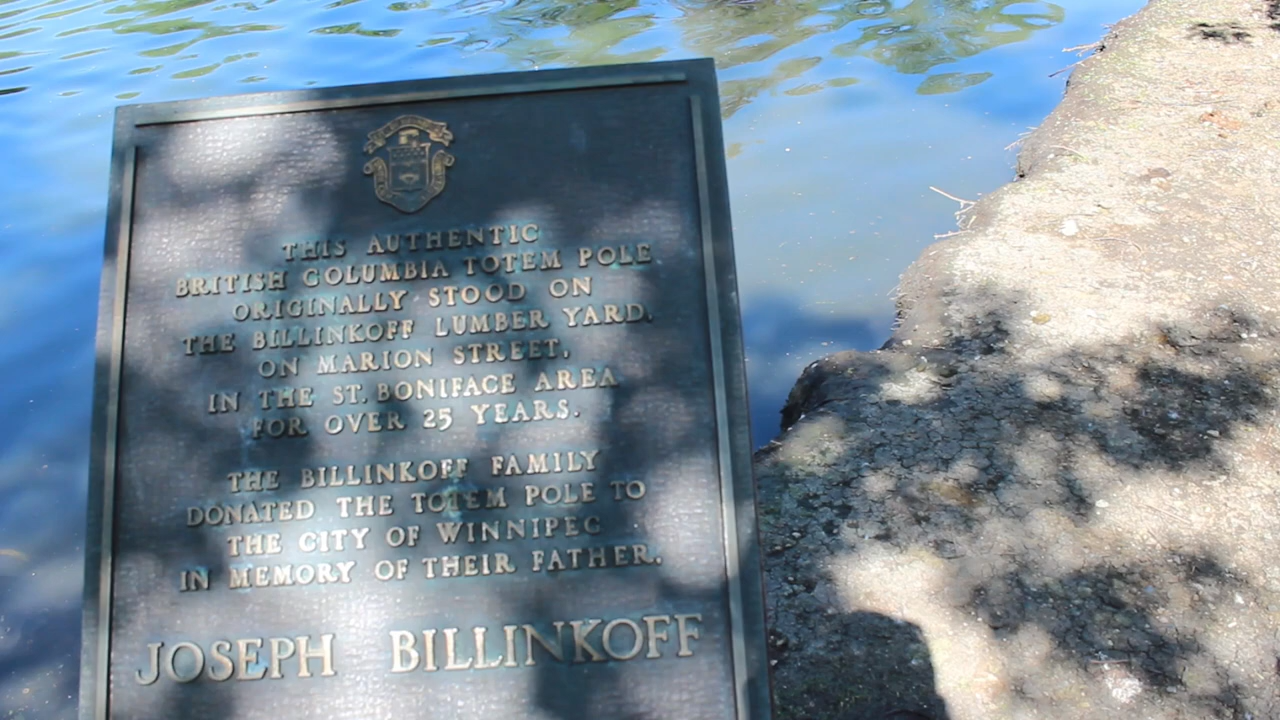 THIS AUTHENTIC
BRITISH COLUMBIA TOTEM POLE
ORIGINALLY STOOD ON
THE BILLINKOFF LUMBER YARD,
ON MARION STREET,
IN THE ST. BONIFACE AREA
FOR OVER 25 YEARS.
THE BILLINKOFF FAMILY
DONATED THE TOTEM POLE TO
THE CITY OF WINNIPEG
IN MEMORY OF THEIR FATHER.
JOSEPH BILLINKOFF